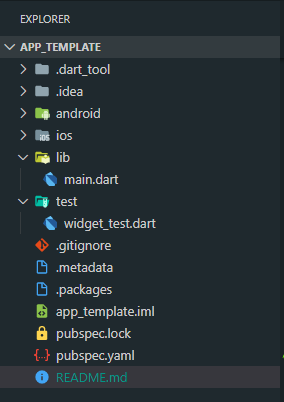 EXPLORER
APP_TEMPLATE
.dart_tool
.idea
android
ios
lib
main.dart
test
widget_test.dart
.gitignore
.metadata
.packages
app_template.iml
pubspec.lock
pubspec.yaml
README.md